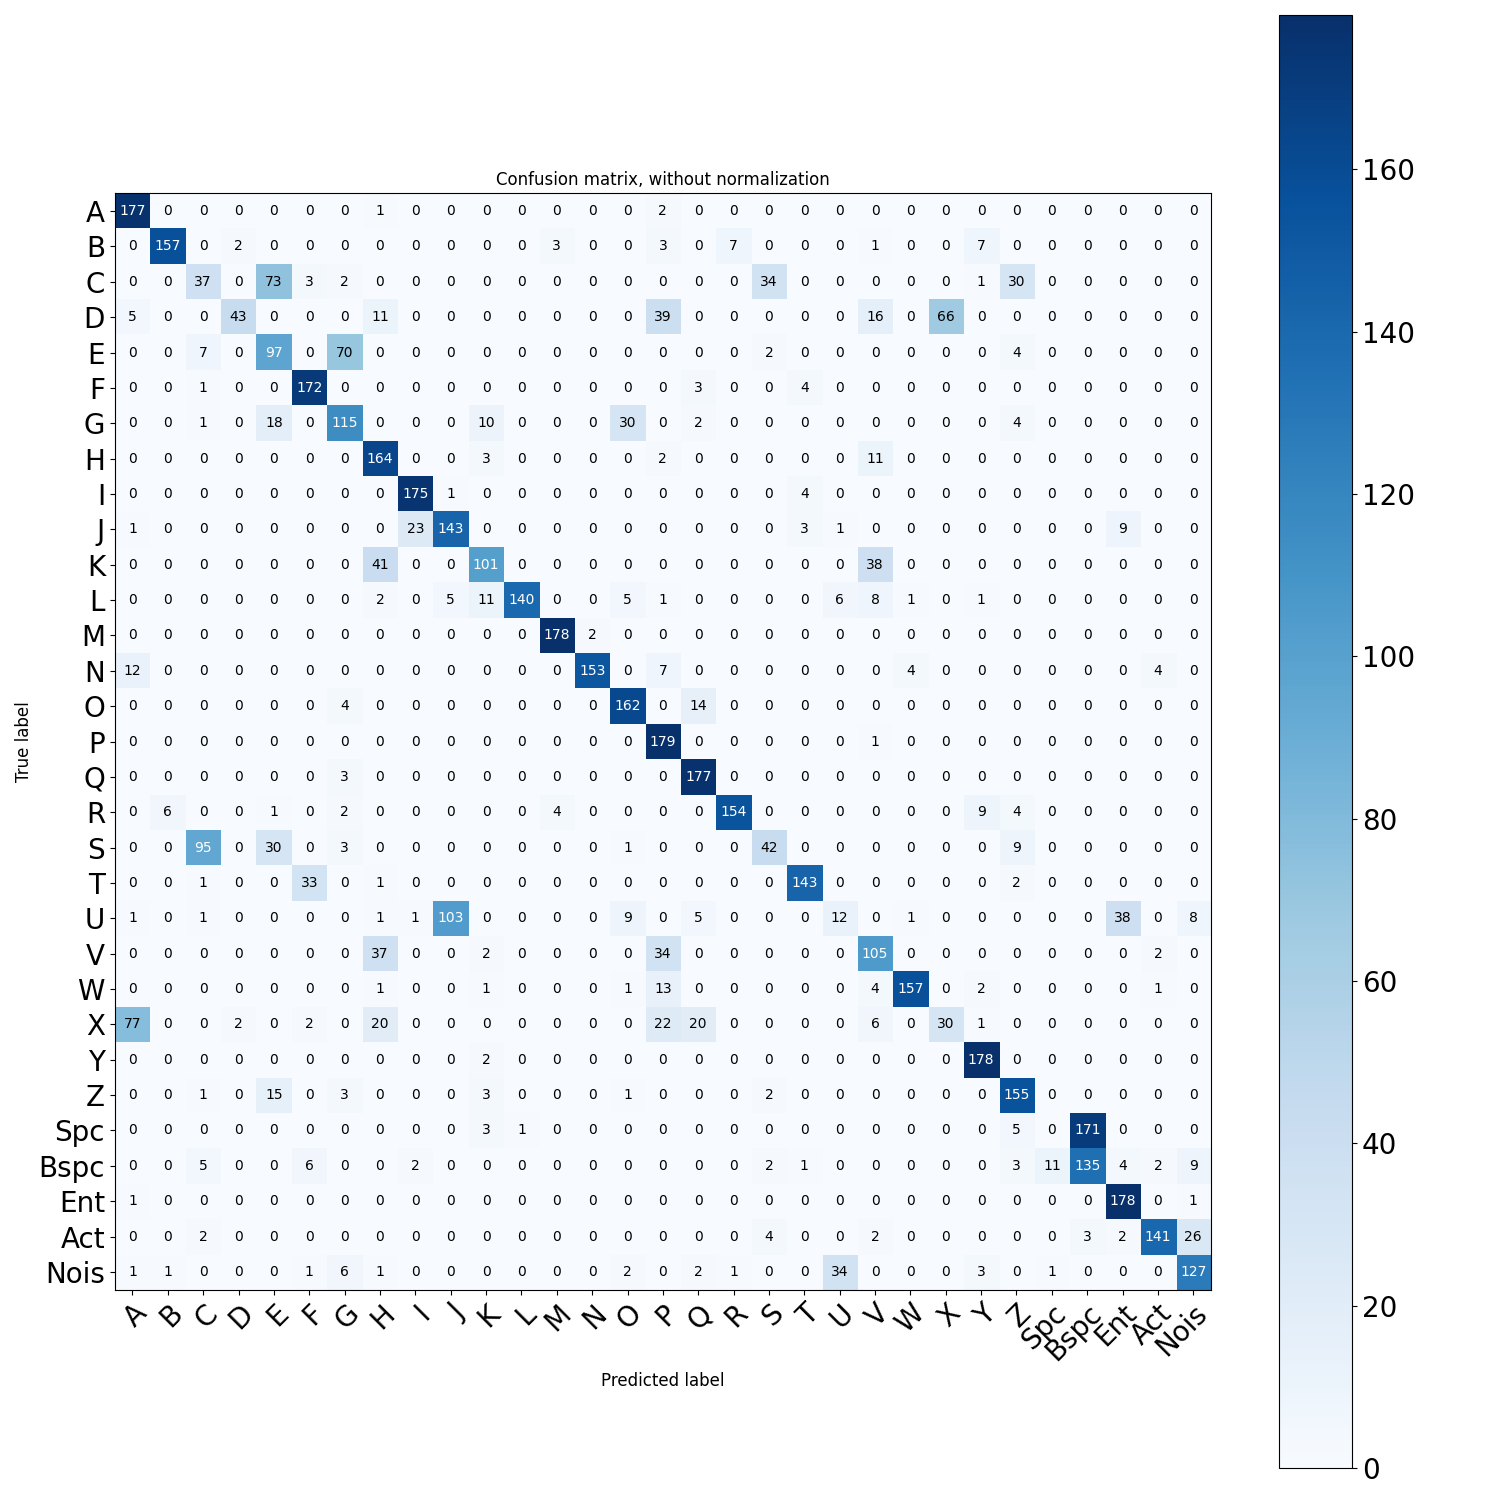 Confusion matrix, without normalization
A 177 0 0 0 0 0 0 1 0 0 0 0 0 0 0 2 0 0 0 0 0 0 0 0 0 0 0 0 0 0 0
B 0 157 0 2 0 0 0 0 0 0 0 0 3 0 0 3 0 7 0 0 0 1 0 0 7 0 0 0 0 0 0
C 0 0 37 0 73 3 2 0 0 0 0 0 0 0 0 0 0 0 34 0 0 0 0 0 1 30 0 0 0 0 0
D 5 0 0 43 0 0 0 11 0 0 0 0 0 0 0 39 0 0 0 0 0 16 0 66 0 0 0 0 0 0 0
E 0 0 7 0 97 0 70 0 0 0 0 0 0 0 0 0 0 0 2 0 0 0 0 0 0 4 0 0 0 0 0
F 0 0 1 0 0 172 0 0 0 0 0 0 0 0 0 0 3 0 0 4 0 0 0 0 0 0 0 0 0 0 0
G 0 0 1 0 18 0 115 0 0 0 10 0 0 0 30 0 2 0 0 0 0 0 0 0 0 4 0 0 0 0 0
H 0 0 0 0 0 0 0 164 0 0 3 0 0 0 0 2 0 0 0 0 0 11 0 0 0 0 0 0 0 0 0
I 0 0 0 0 0 0 0 0 175 1 0 0 0 0 0 0 0 0 0 4 0 0 0 0 0 0 0 0 0 0 0
J 1 0 0 0 0 0 0 0 23 143 0 0 0 0 0 0 0 0 0 3 1 0 0 0 0 0 0 0 9 0 0
K 0 0 0 0 0 0 0 41 0 0 101 0 0 0 0 0 0 0 0 0 0 38 0 0 0 0 0 0 0 0 0
L 0 0 0 0 0 0 0 2 0 5 11 140 0 0 5 1 0 0 0 0 6 8 1 0 1 0 0 0 0 0 0
M 0 0 0 0 0 0 0 0 0 0 0 0 178 2 0 0 0 0 0 0 0 0 0 0 0 0 0 0 0 0 0
N 12 0 0 0 0 0 0 0 0 0 0 0 0 153 0 7 0 0 0 0 0 0 4 0 0 0 0 0 0 4 0
O 0 0 0 0 0 0 4 0 0 0 0 0 0 0 162 0 14 0 0 0 0 0 0 0 0 0 0 0 0 0 0
P 0 0 0 0 0 0 0 0 0 0 0 0 0 0 0 179 0 0 0 0 0 1 0 0 0 0 0 0 0 0 0
Q 0 0 0 0 0 0 3 0 0 0 0 0 0 0 0 0 177 0 0 0 0 0 0 0 0 0 0 0 0 0 0
R 0 6 0 0 1 0 2 0 0 0 0 0 4 0 0 0 0 154 0 0 0 0 0 0 9 4 0 0 0 0 0
S 0 0 95 0 30 0 3 0 0 0 0 0 0 0 1 0 0 0 42 0 0 0 0 0 0 9 0 0 0 0 0
T 0 0 1 0 0 33 0 1 0 0 0 0 0 0 0 0 0 0 0 143 0 0 0 0 0 2 0 0 0 0 0
U 1 0 1 0 0 0 0 1 1 103 0 0 0 0 9 0 5 0 0 0 12 0 1 0 0 0 0 0 38 0 8
V 0 0 0 0 0 0 0 37 0 0 2 0 0 0 0 34 0 0 0 0 0 105 0 0 0 0 0 0 0 2 0
W 0 0 0 0 0 0 0 1 0 0 1 0 0 0 1 13 0 0 0 0 0 4 157 0 2 0 0 0 0 1 0
X 77 0 0 2 0 2 0 20 0 0 0 0 0 0 0 22 20 0 0 0 0 6 0 30 1 0 0 0 0 0 0
Y 0 0 0 0 0 0 0 0 0 0 2 0 0 0 0 0 0 0 0 0 0 0 0 0 178 0 0 0 0 0 0
Z 0 0 1 0 15 0 3 0 0 0 3 0 0 0 1 0 0 0 2 0 0 0 0 0 0 155 0 0 0 0 0
Spc 0 0 0 0 0 0 0 0 0 0 3 1 0 0 0 0 0 0 0 0 0 0 0 0 0 5 0 171 0 0 0
Bspc 0 0 5 0 0 6 0 0 2 0 0 0 0 0 0 0 0 0 2 1 0 0 0 0 0 3 11 135 4 2 9
Ent 1 0 0 0 0 0 0 0 0 0 0 0 0 0 0 0 0 0 0 0 0 0 0 0 0 0 0 0 178 0 1
Act 0 0 2 0 0 0 0 0 0 0 0 0 0 0 0 0 0 0 4 0 0 2 0 0 0 0 0 3 2 141 26
Nois 1 1 0 0 0 1 6 1 0 0 0 0 0 0 2 0 2 1 0 0 34 0 0 0 3 0 1 0 0 0 127
A B C D E F G H I J K L M N O P Q R S T U V W X Y Z Spc Bspc Ent Act Nois
Predicted label
True label
160
140
120
100
80
60
40
20
0